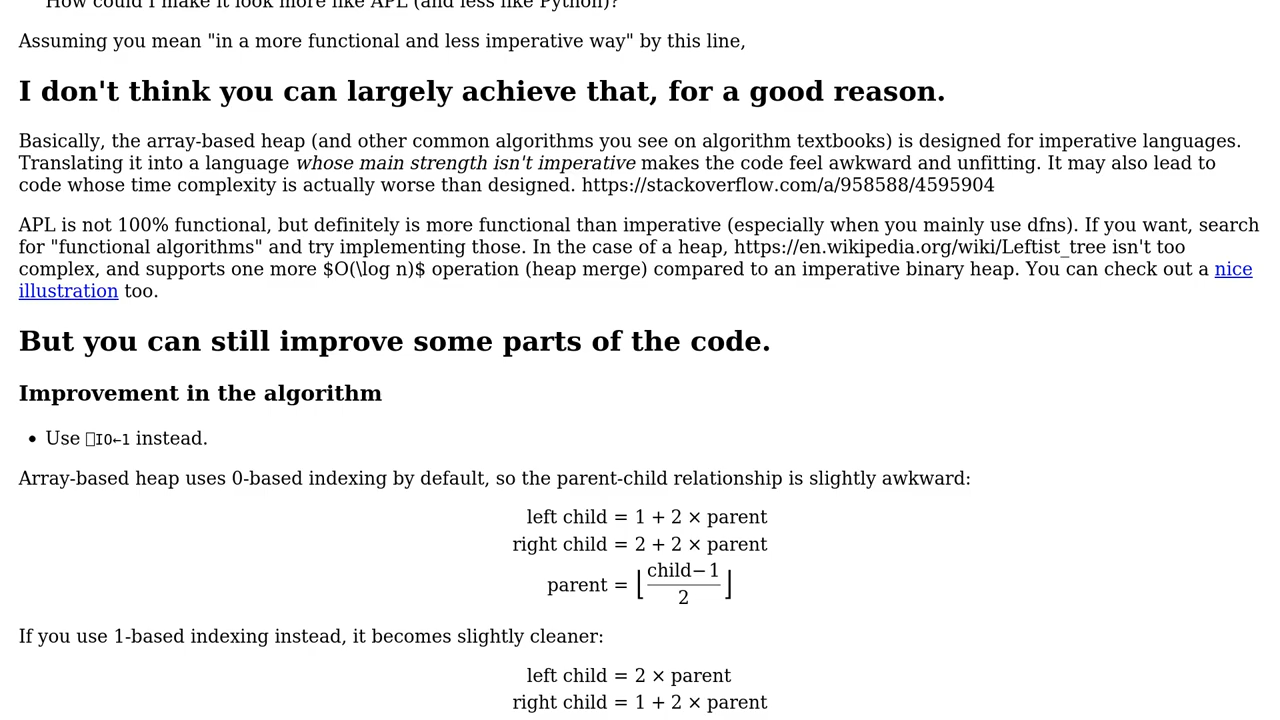 How could I make it look more like APL (and less like Python)?
Assuming you mean "in a more functional and less imperative way" by this line,
I don't think you can largely achieve that, for a good reason.
Basically, the array-based heap (and other common algorithms you see on algorithm textbooks) is designed for imperative languages.
Translating it into a language whose main strength isn't imperative makes the code feel awkward and unfitting. It may also lead to
code whose time complexity is actually worse than designed. https://stackoverflow.com/a/958588/4595904
APL is not 100% functional, but definitely is more functional than imperative (especially when you mainly use dfns). If you want, search
for "functional algorithms" and try implementing those. In the case of a heap, https://en.wikipedia.org/wiki/Leftist_tree isn't too
complex, and supports one more $O(\log n)$ operation (heap merge) compared to an imperative binary heap. You can check out a nice
illustration too.
But you can still improve some parts of the code.
Improvement in the algorithm
• Use ⎕IO←1 instead.
Array-based heap uses 0-based indexing by default, so the parent-child relationship is slightly awkward:
left child = 1 + 2 × parent
right child = 2 + 2 × parent
parent = ⌊(child−1)/2⌋
If you use 1-based indexing instead, it becomes slightly cleaner:
left child = 2 × parent
right child = 1 + 2 × parent